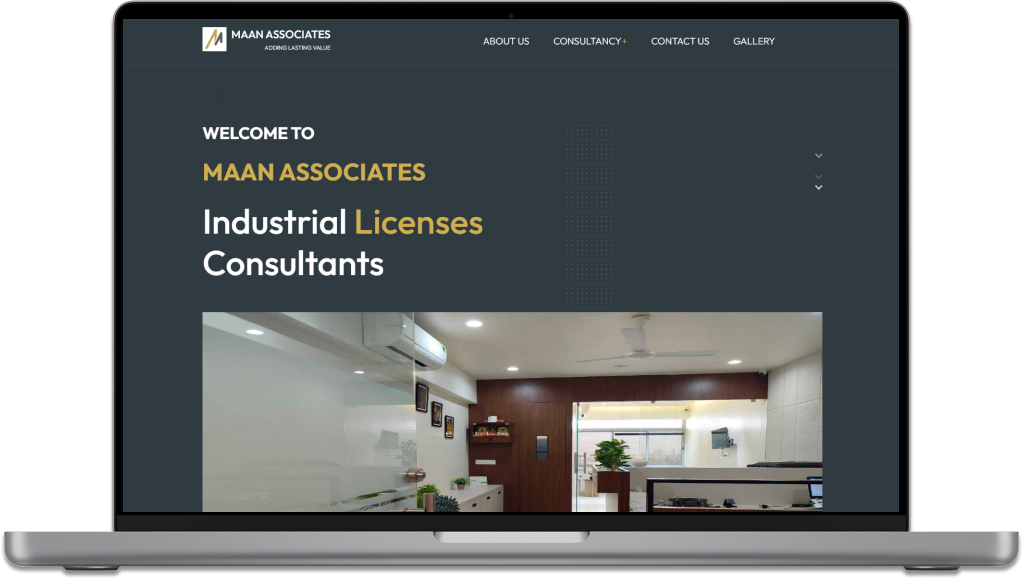 MAAN ASSOCIATES
ADDING LASTING VALUE
ABOUT US
CONSULTANCY+
CONTACT US
GALLERY
WELCOME TO
MAAN ASSOCIATES
Industrial Licenses
Consultants